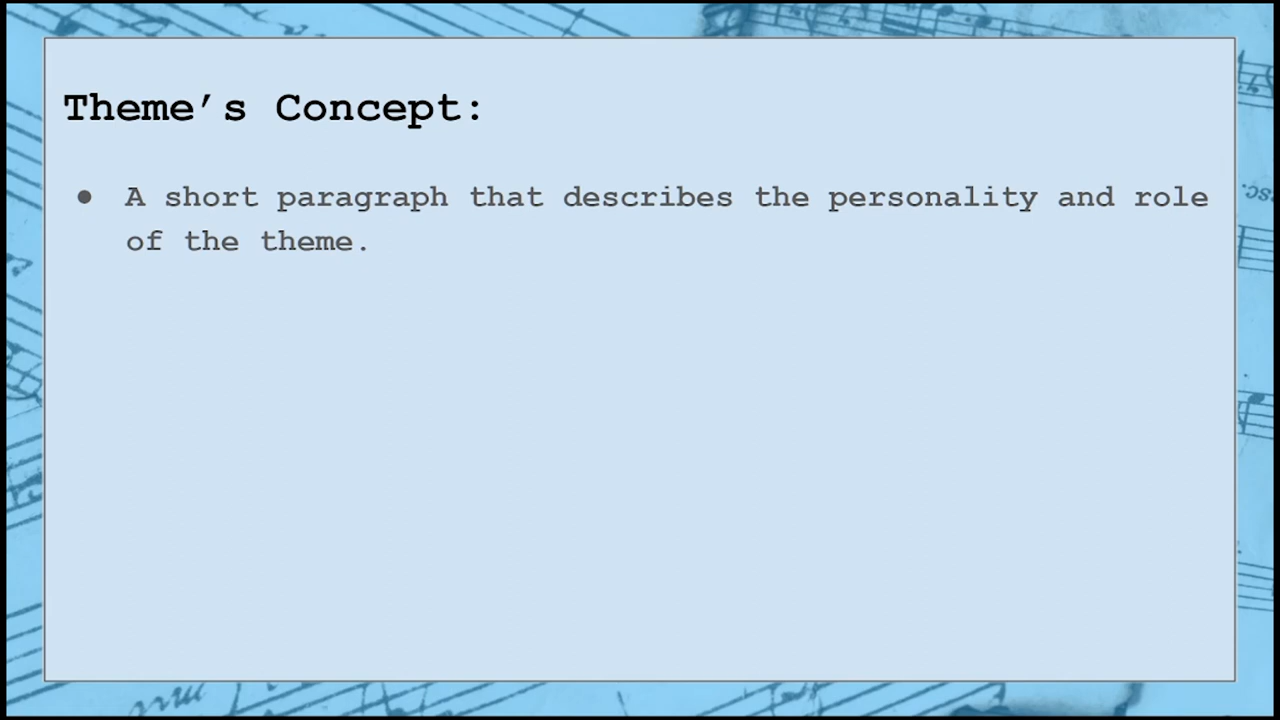 Theme’s Concept:
● A short paragraph that describes the personality and role
of the theme.